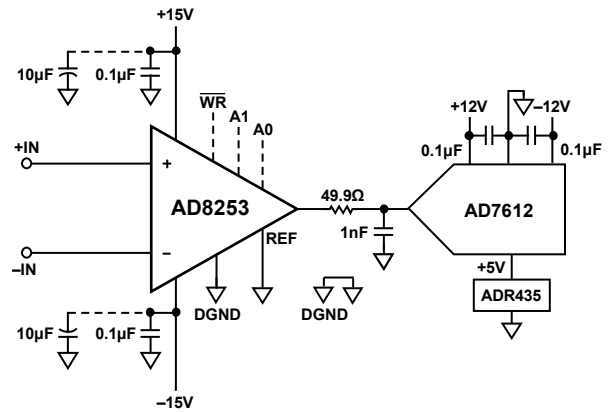 +15V
10µF
0.1µF
WR
A1
A0
+12V
–12V
0.1µF
0.1µF
+IN
+
AD8253
49.9Ω
AD7612
1nF
–IN
–
REF
+5V
DGND
DGND
ADR435
10µF
0.1µF
–15V